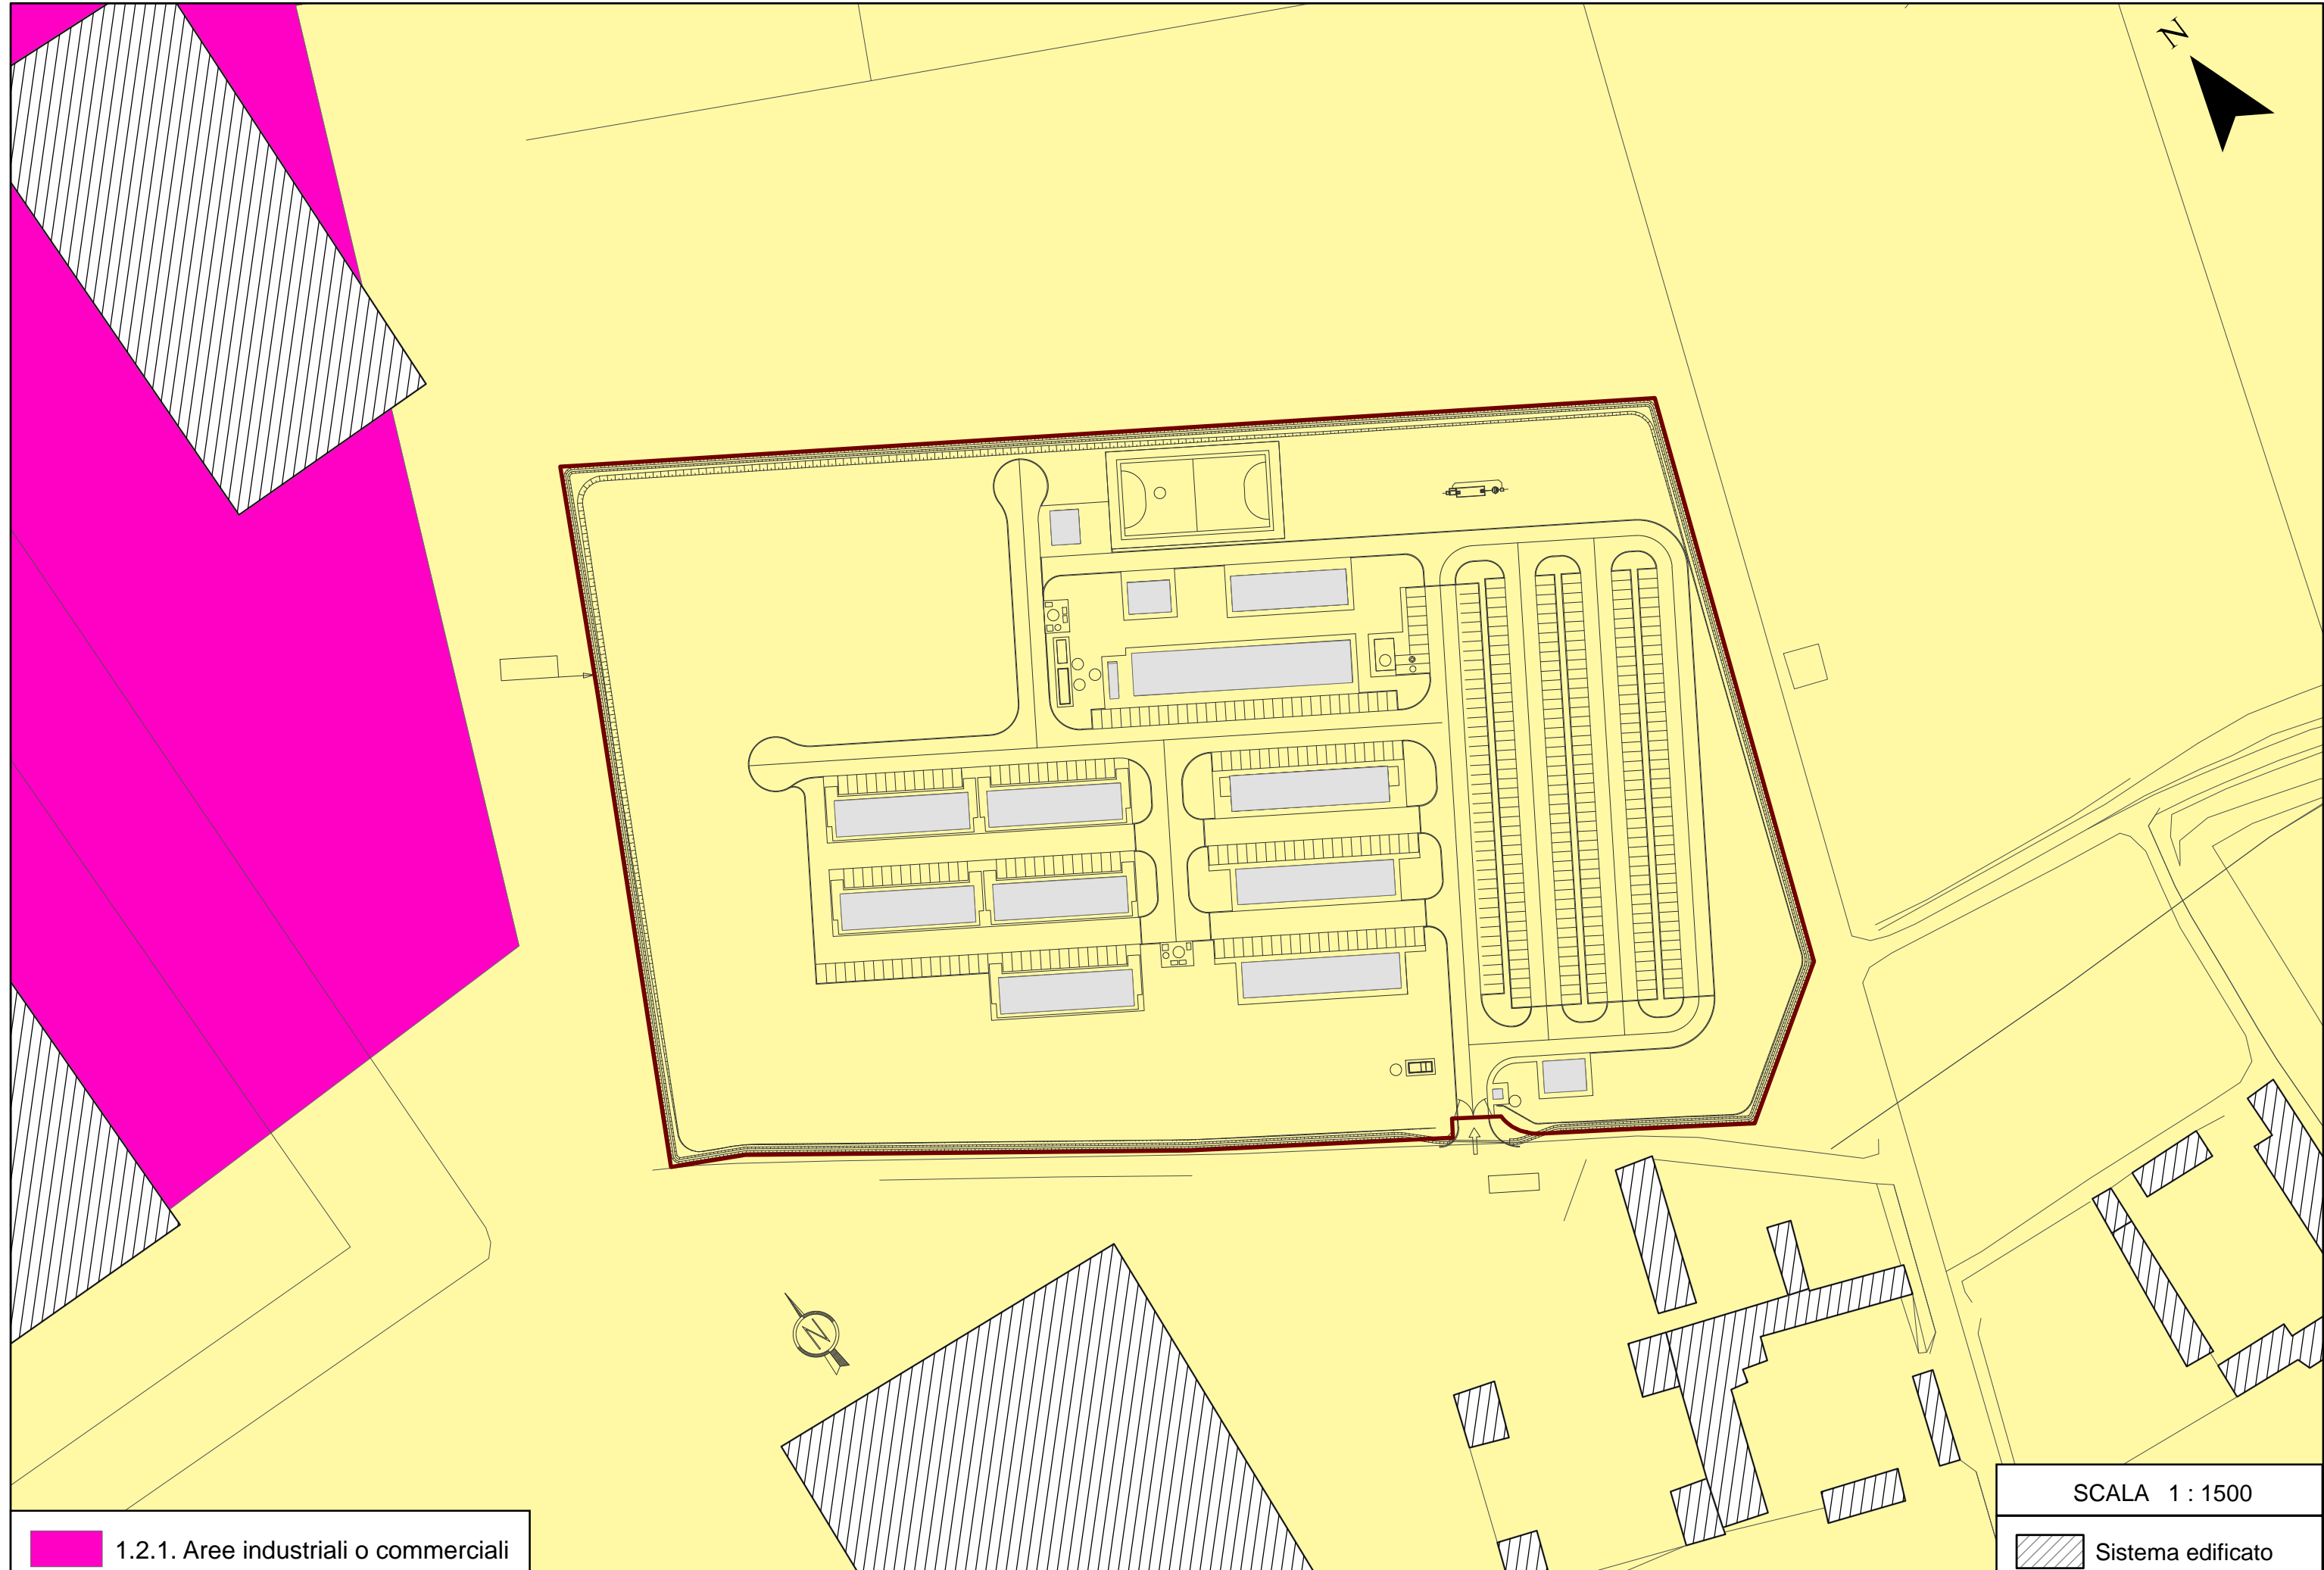 N
N
SCALA 1 : 1500
1.2.1. Aree industriali o commerciali
Sistema edificato